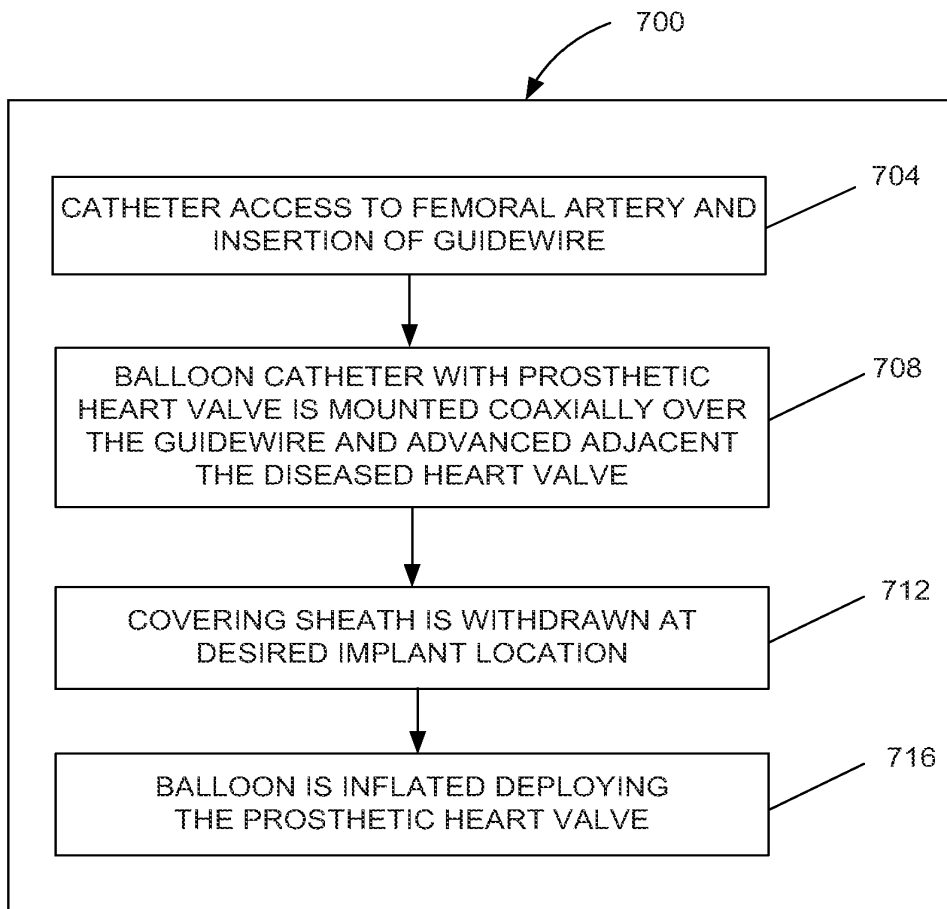 700
704
CATHETER ACCESS TO FEMORAL ARTERY AND
INSERTION OF GUIDEWIRE
708
BALLOON CATHETER WITH PROSTHETIC
HEART VALVE IS MOUNTED COAXIALLY OVER
THE GUIDEWIRE AND ADVANCED ADJACENT
THE DISEASED HEART VALVE
712
COVERING SHEATH IS WITHDRAWN AT
DESIRED IMPLANT LOCATION
716
BALLOON IS INFLATED DEPLOYING
THE PROSTHETIC HEART VALVE